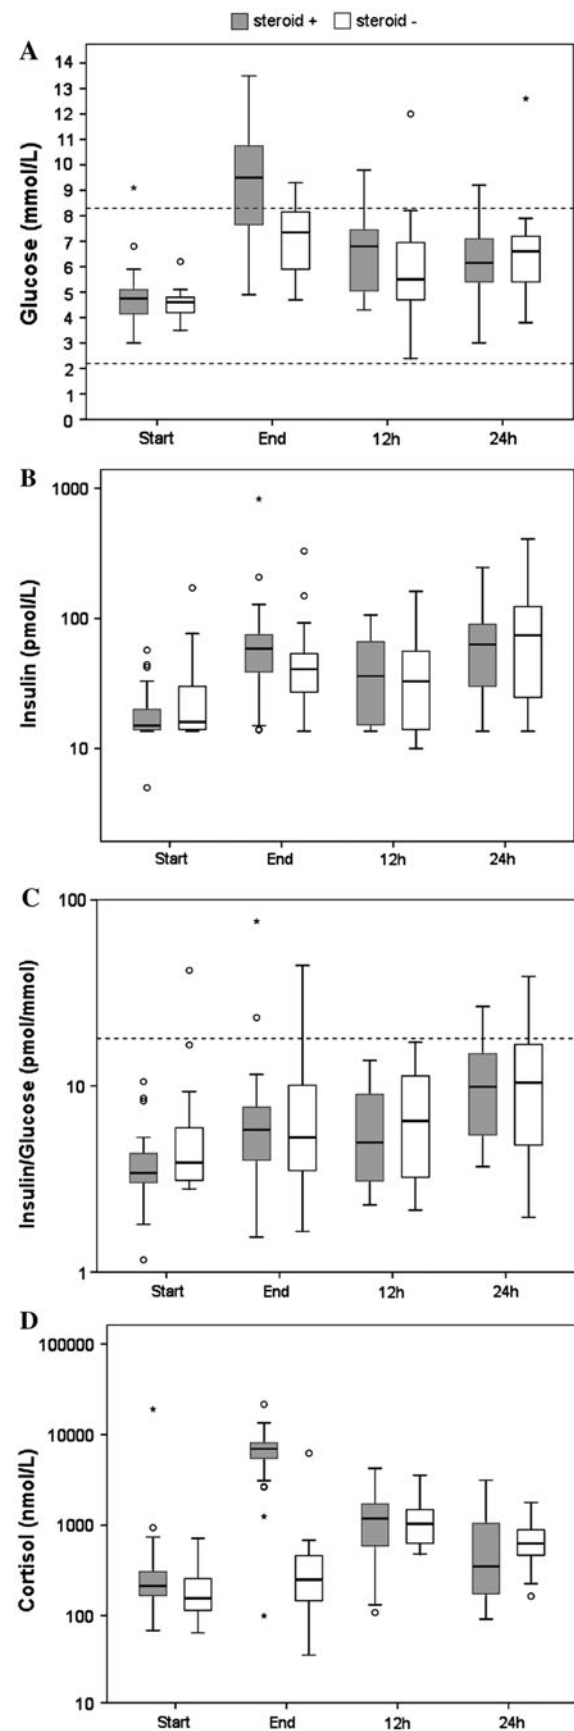 steroid + steroid -
A
14
13
12
11
10
9
8
7
6
5
4
3
2
1
0
Glucose (mmol/L)
Start End 12h 24h
B
1000
100
10
Insulin (pmol/L)
Start End 12h 24h
C
100
10
1
Insulin/Glucose (pmol/mmol)
Start End 12h 24h
D
100000
10000
1000
100
10
Cortisol (nmol/L)
Start End 12h 24h